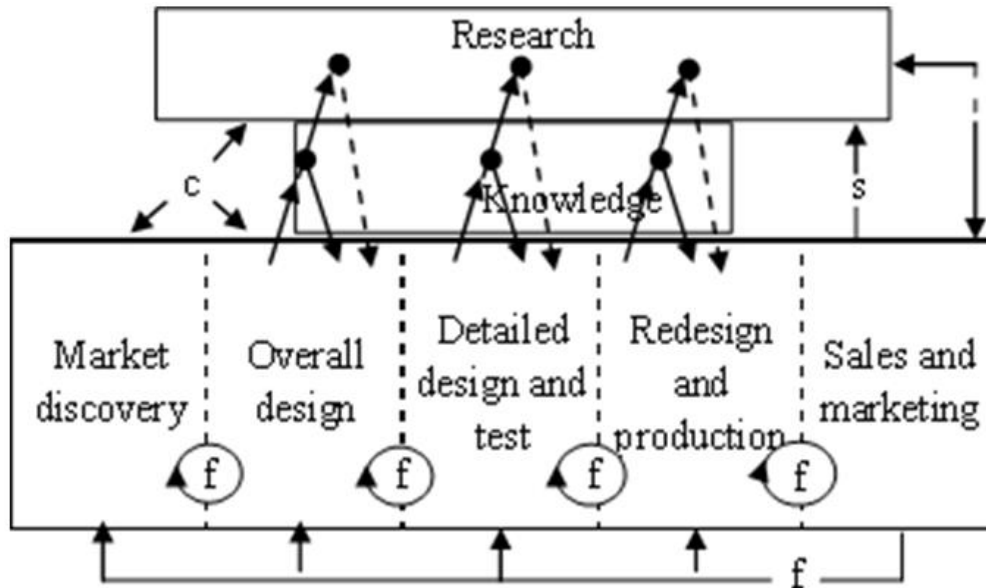 Research
c
Knowledge
s
Market
discovery
Overall
design
Detailed
design and
test
Redesign
and
production
Sales and
marketing
f
f
f
f
f